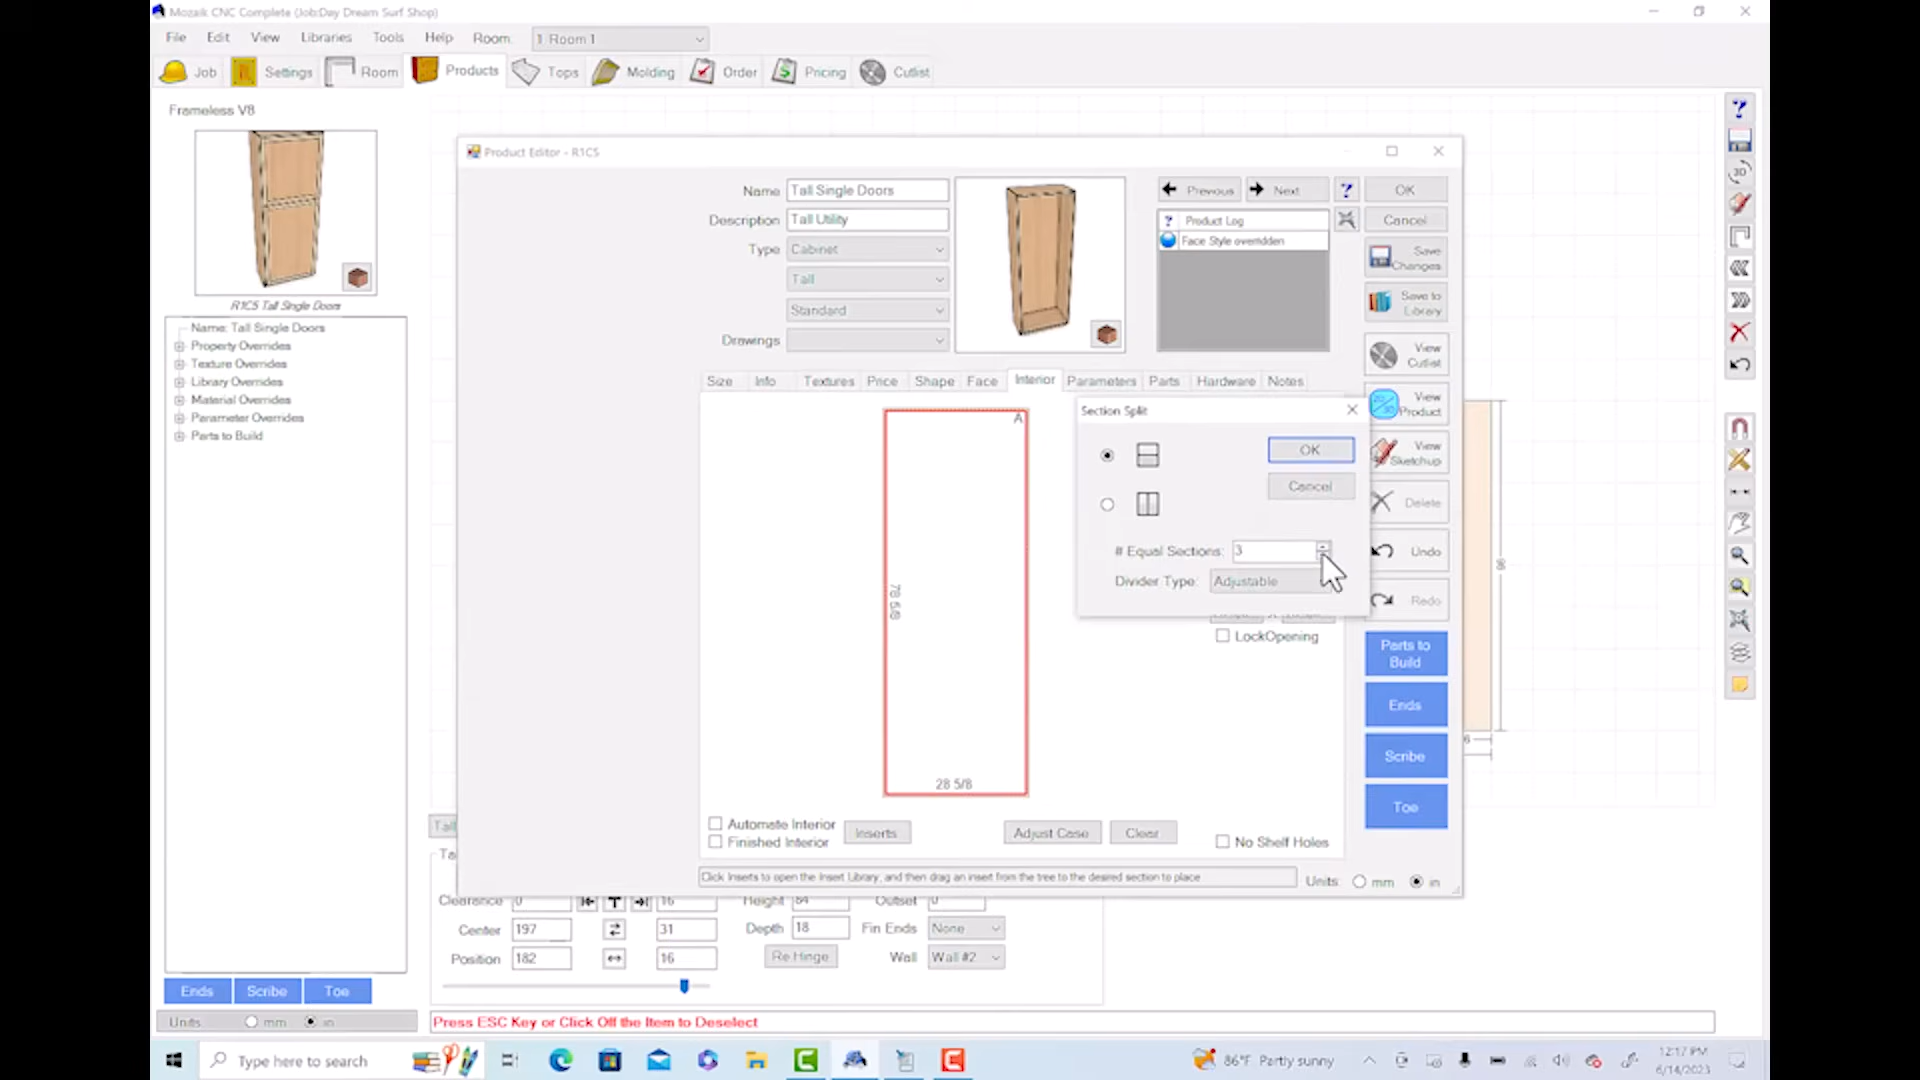 Mozaik CNC Complete (Job:Day Dream Surf Shop)
File Edit View Libraries Tools Help Room: 1 Room 1
Job Settings Room Products Tops Molding Order Pricing Cutlist
Frameless V8
R1C5 Tall Single Doors
Name: Tall Single Doors
Property Overrides
Texture Overrides
Library Overrides
Material Overrides
Parameter Overrides
Parts to Build
Ends Scribe Toe
Units mm in
Product Editor - R1C5
Name Tall Single Doors
Description Tall Utility
Type Cabinet
Tall
Standard
Drawings
Previous Next ? OK
? Product Log
Face Style overridden
Cancel
Save Changes
Save to Library
View Cutlist
View Product
View Sketchup
Delete
Undo
Redo
Parts to Build
Ends
Scribe
Toe
Size Info Textures Price Shape Face Interior Parameters Parts Hardware Notes
A
78 5/8
28 5/8
Section Split
OK
Cancel
# Equal Sections: 3
Divider Type: Adjustable
LockOpening
Automate Interior
Finished Interior
Inserts Adjust Case Clear
No Shelf Holes
Click Inserts to open the Insert Library, and then drag an insert from the tree to the desired section to place
Units: mm in
96
Tall
Ta
Clearance 0 16 Height 84 Outset 0
Center 197 31 Depth 18 Fin Ends None
Position 182 16 Re Hinge Wall Wall #2
Press ESC Key or Click Off the Item to Deselect
Type here to search
86°F Partly sunny
12:17 PM
6/14/2023